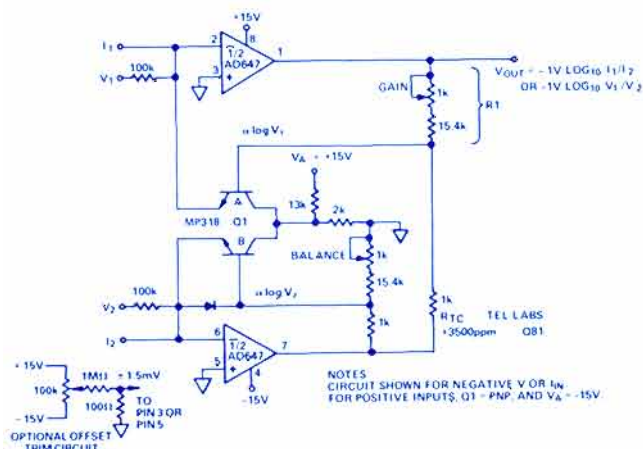 +15V
I1
2
8
1/2
AD647
1
3
V1
100k
VOUT = -1V LOG10 I1/I2
OR -1V LOG10 V1/V2
GAIN
1k
R1
15.4k
α log V1
VA = +15V
13k
2k
A
MP318 Q1
B
BALANCE
1k
15.4k
α log V2
100k
V2
1k
1k
RTC
+3500ppm
TEL LABS
Q81
I2
6
1/2
AD647
7
5
4
-15V
+15V
100k
-15V
1MΩ
±1.5mV
100Ω
TO
PIN 3 OR
PIN 5
OPTIONAL OFFSET
TRIM CIRCUIT
NOTES
CIRCUIT SHOWN FOR NEGATIVE V OR IIN
FOR POSITIVE INPUTS, Q1 = PNP, AND VA = -15V.